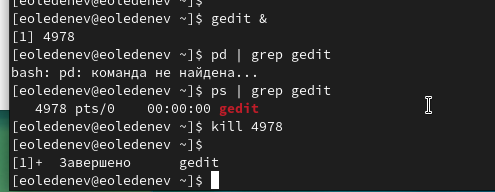 [eoledenev@eoledenev ~]$
[eoledenev@eoledenev ~]$ gedit &
[1] 4978
[eoledenev@eoledenev ~]$ pd | grep gedit
bash: pd: команда не найдена...
[eoledenev@eoledenev ~]$ ps | grep gedit
4978 pts/0    00:00:00 gedit
[eoledenev@eoledenev ~]$ kill 4978
[eoledenev@eoledenev ~]$
[1]+  Завершено      gedit
[eoledenev@eoledenev ~]$